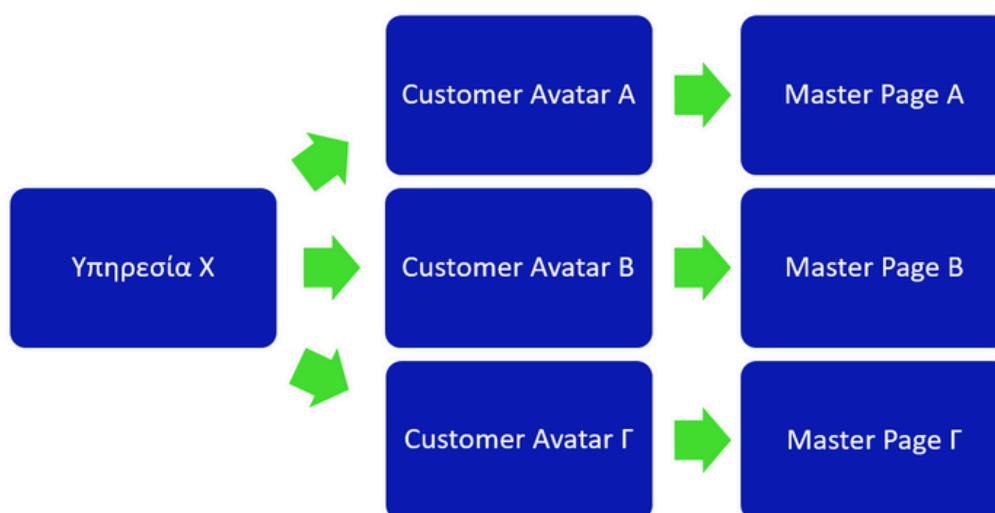 Customer Avatar A
Master Page A
Υπηρεσία Χ
Customer Avatar B
Master Page B
Customer Avatar Γ
Master Page Γ